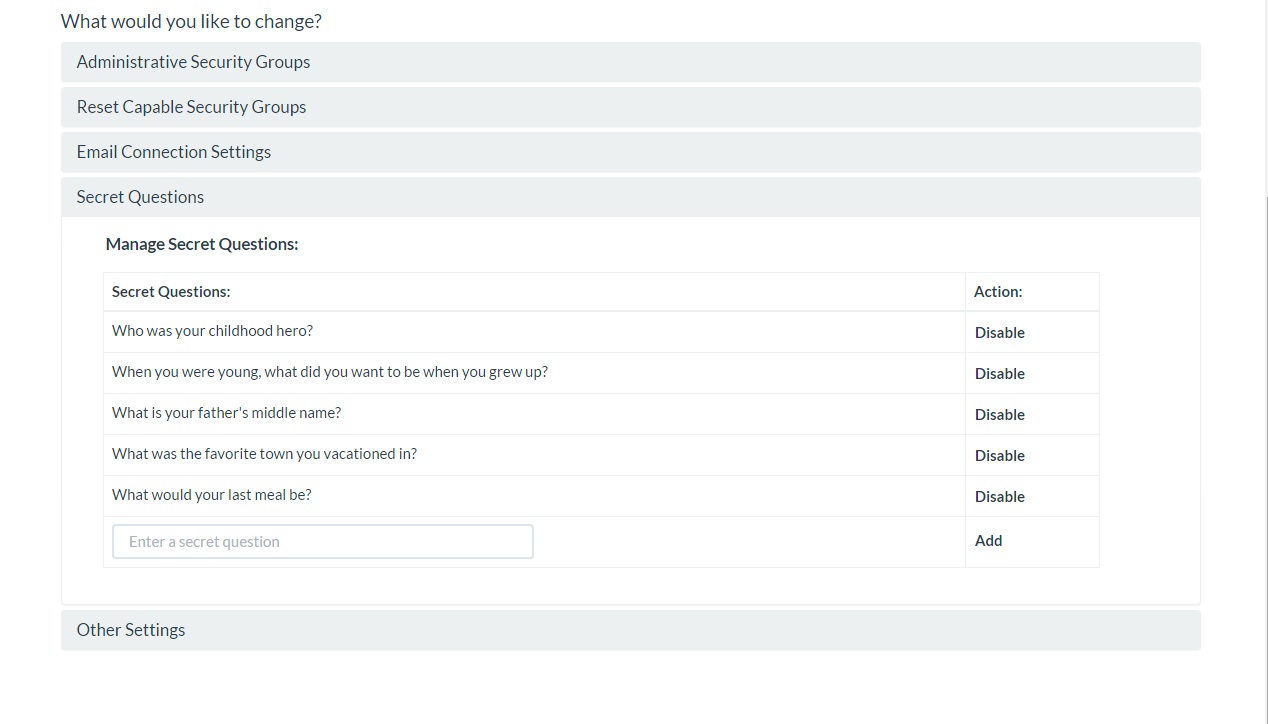 What would you like to change?
Administrative Security Groups
Reset Capable Security Groups
Email Connection Settings
Secret Questions
Manage Secret Questions:
Secret Questions: Action:
Who was your childhood hero? Disable
When you were young, what did you want to be when you grew up? Disable
What is your father's middle name? Disable
What was the favorite town you vacationed in? Disable
What would your last meal be? Disable
Enter a secret question Add
Other Settings